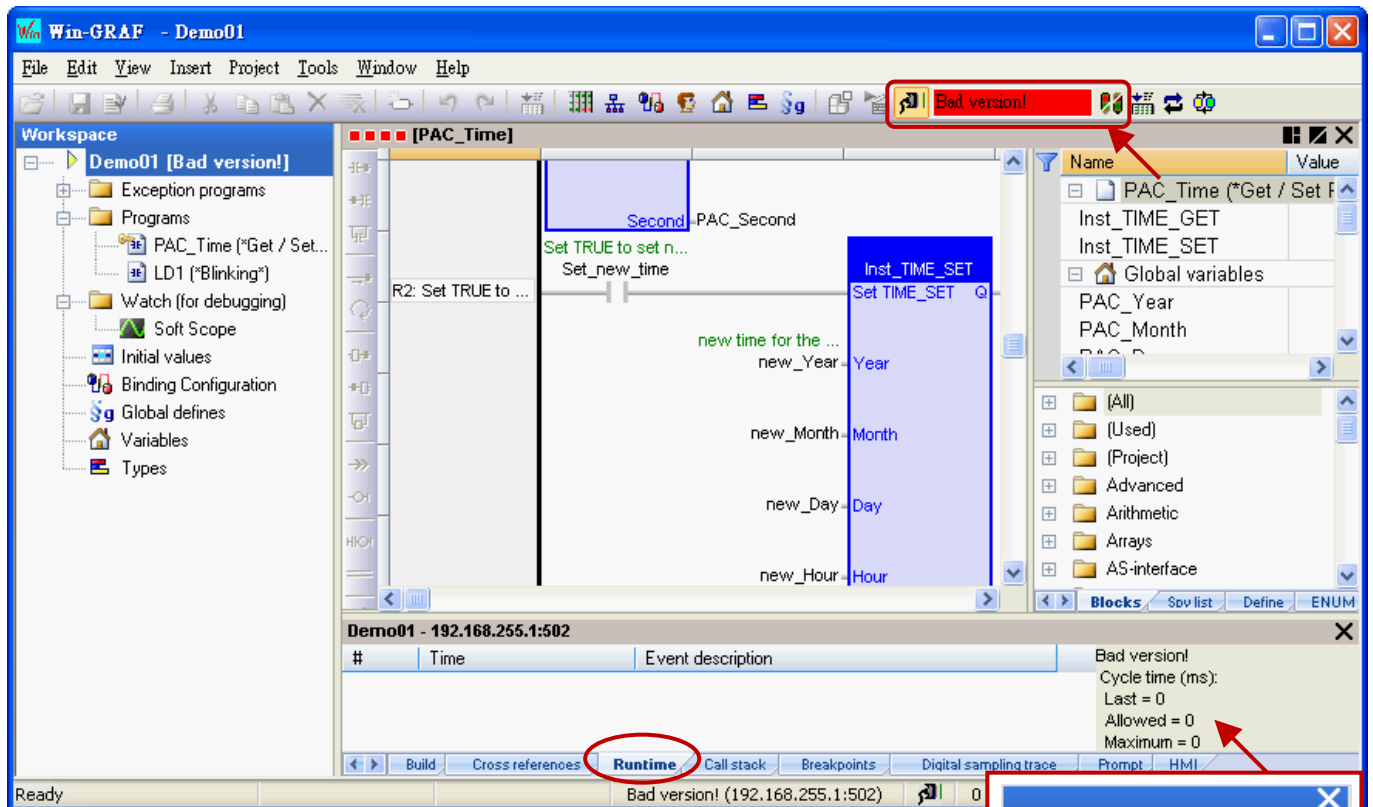 Win-GRAF - Demo01
File Edit View Insert Project Tools Window Help
Bad version!
Workspace
Demo01 [Bad version!]
Exception programs
Programs
PAC_Time (*Get / Set...
LD1 (*Blinking*)
Watch (for debugging)
Soft Scope
Initial values
Binding Configuration
Global defines
Variables
Types
[PAC_Time]
Second PAC_Second
Set TRUE to set n...
Set_new_time
Inst_TIME_SET
R2: Set TRUE to ...
Set TIME_SET Q
new time for the ...
new_Year Year
new_Month Month
new_Day Day
new_Hour Hour
Name Value
PAC_Time (*Get / Set
Inst_TIME_GET
Inst_TIME_SET
Global variables
PAC_Year
PAC_Month
(All)
(Used)
(Project)
Advanced
Arithmetic
Arrays
AS-interface
Blocks Spy list Define ENUM
Demo01 - 192.168.255.1:502
# Time Event description
Bad version!
Cycle time (ms):
Last = 0
Allowed = 0
Maximum = 0
Build Cross references Runtime Call stack Breakpoints Digital sampling trace Prompt HMI
Ready Bad version! (192.168.255.1:502) 0